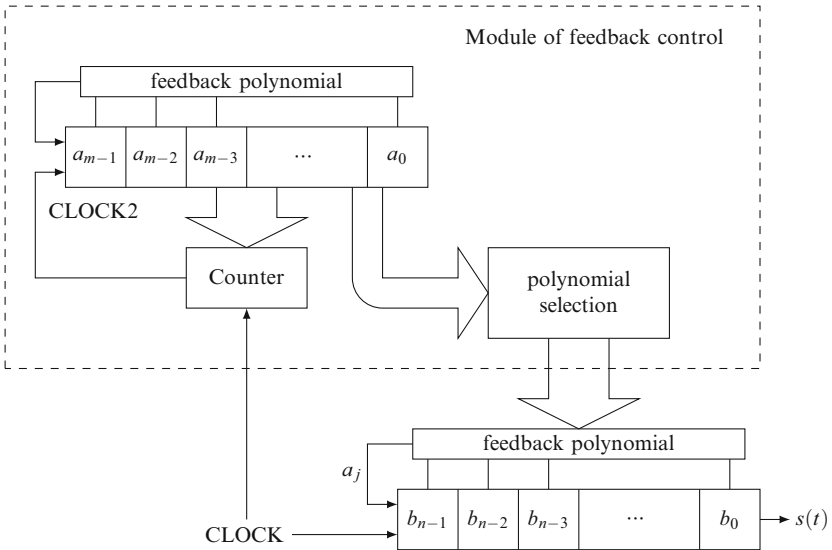 Module of feedback control
feedback polynomial
a_{m−1} a_{m−2} a_{m−3} ... a_0
CLOCK2
Counter
polynomial
selection
feedback polynomial
a_j
b_{n−1} b_{n−2} b_{n−3} ... b_0
s(t)
CLOCK